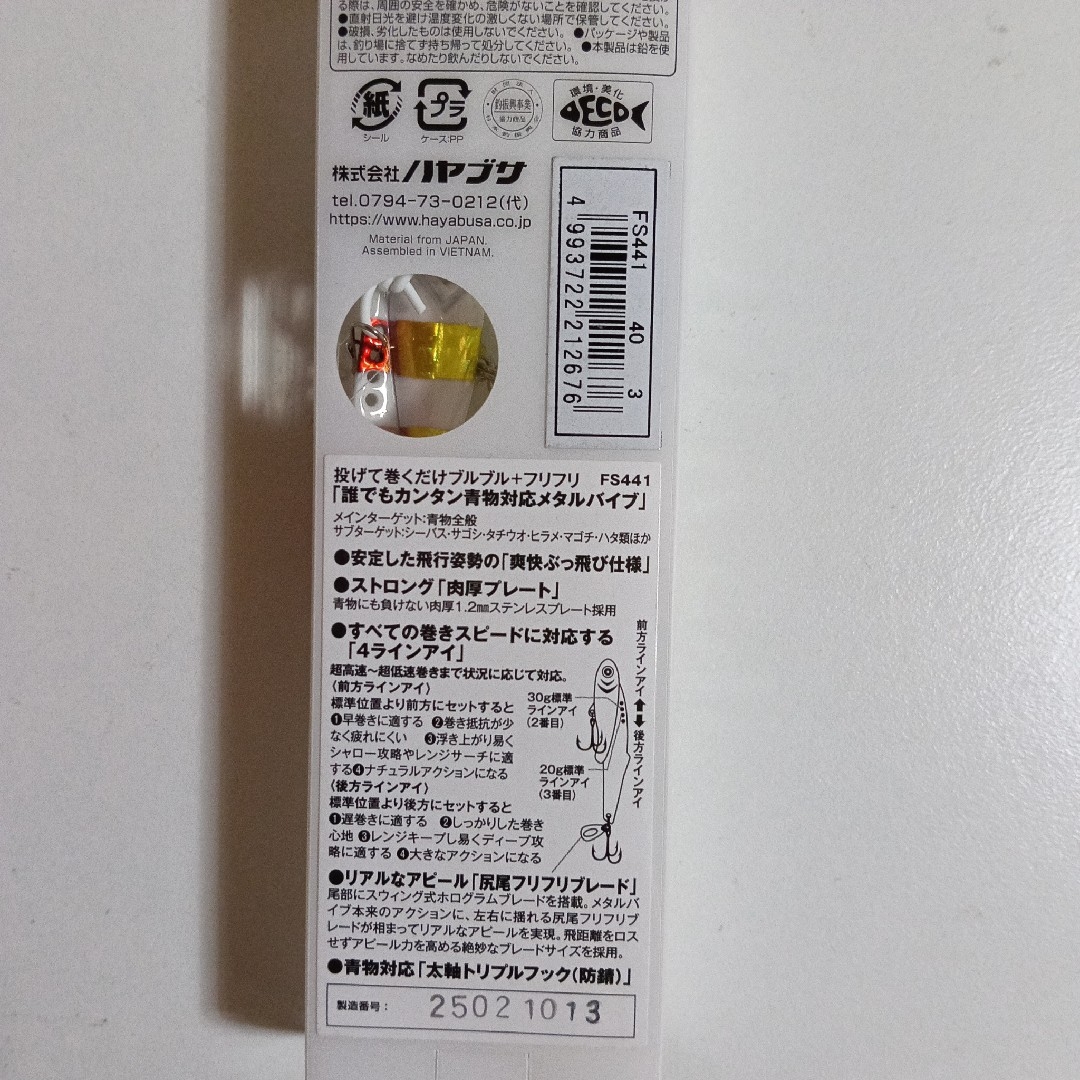 る際は、周囲の安全を確かめ、危険がないことを確認してください。
●直射日光を避け温度変化の激しくない場所で保管してください。
●破損、劣化したものは使用しないでください。 ●パッケージや製品
は、釣り場に捨てず持ち帰って処分してください。 ●本製品は鉛を使
用しています。なめたり飲んだりしないでください。
紙
シール
プラ
ケース:PP
釣振興事業
協力商品
環境・美化
DECO
協力商品
株式会社ハヤブサ
tel.0794-73-0212(代)
https://www.hayabusa.co.jp
Material from JAPAN.
Assembled in VIETNAM.
FS441 40 3
4 993722 212676
投げて巻くだけブルブル+フリフリ FS441
「誰でもカンタン青物対応メタルバイブ」
メインターゲット:青物全般
サブターゲット:シーバス・サゴシ・タチウオ・ヒラメ・マゴチ・ハタ類ほか
●安定した飛行姿勢の「爽快ぶっ飛び仕様」
●ストロング「肉厚プレート」
青物にも負けない肉厚1.2mmステンレスプレート採用
●すべての巻きスピードに対応する
「4ラインアイ」
超高速〜超低速巻きまで状況に応じて対応。
〈前方ラインアイ〉
標準位置より前方にセットすると
❶早巻きに適する ❷巻き抵抗が少
なく疲れにくい ❸浮き上がり易く
シャロー攻略やレンジサーチに適
する❹ナチュラルアクションになる
〈後方ラインアイ〉
標準位置より後方にセットすると
❶遅巻きに適する ❷しっかりした巻き
心地 ❸レンジキープし易くディープ攻
略に適する ❹大きなアクションになる
前方ラインアイ⬆⬇後方ラインアイ
30g標準
ラインアイ
(2番目)
20g標準
ラインアイ
(3番目)
●リアルなアピール「尻尾フリフリブレード」
尾部にスウィング式ホログラムブレードを搭載。メタルバ
イブ本来のアクションに、左右に揺れる尻尾フリフリブ
レードが相まってリアルなアピールを実現。飛距離をロス
せずアピール力を高める絶妙なブレードサイズを採用。
●青物対応「太軸トリプルフック(防錆)」
製造番号: 25021013